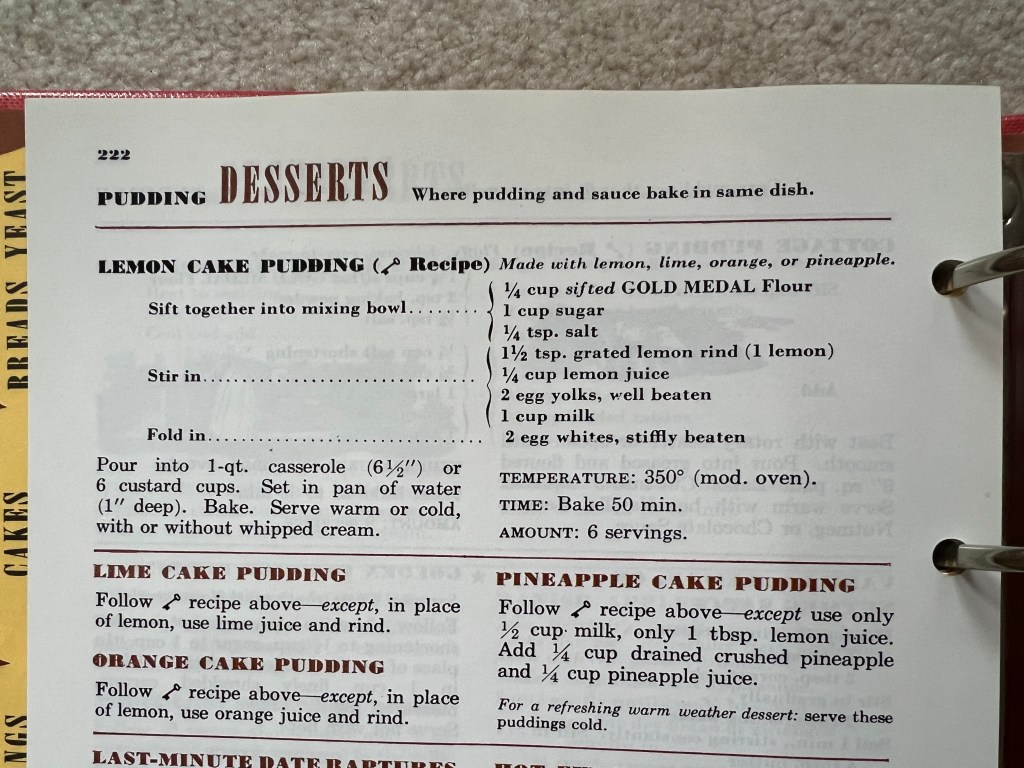 222
PUDDING DESSERTS Where pudding and sauce bake in same dish.
LEMON CAKE PUDDING (🗝 Recipe) Made with lemon, lime, orange, or pineapple.
Sift together into mixing bowl........ { 1/4 cup sifted GOLD MEDAL Flour
1 cup sugar
1/4 tsp. salt
Stir in.............................. { 1 1/2 tsp. grated lemon rind (1 lemon)
1/4 cup lemon juice
2 egg yolks, well beaten
1 cup milk
Fold in.............................. 2 egg whites, stiffly beaten
Pour into 1-qt. casserole (6 1/2″) or
6 custard cups. Set in pan of water
(1″ deep). Bake. Serve warm or cold,
with or without whipped cream.
TEMPERATURE: 350° (mod. oven).
TIME: Bake 50 min.
AMOUNT: 6 servings.
LIME CAKE PUDDING
Follow 🗝 recipe above—except, in place
of lemon, use lime juice and rind.
ORANGE CAKE PUDDING
Follow 🗝 recipe above—except, in place
of lemon, use orange juice and rind.
PINEAPPLE CAKE PUDDING
Follow 🗝 recipe above—except use only
1/2 cup milk, only 1 tbsp. lemon juice.
Add 1/4 cup drained crushed pineapple
and 1/4 cup pineapple juice.
For a refreshing warm weather dessert: serve these
puddings cold.
LAST-MINUTE DATE RAPTURES
BREADS YEAST
CAKES